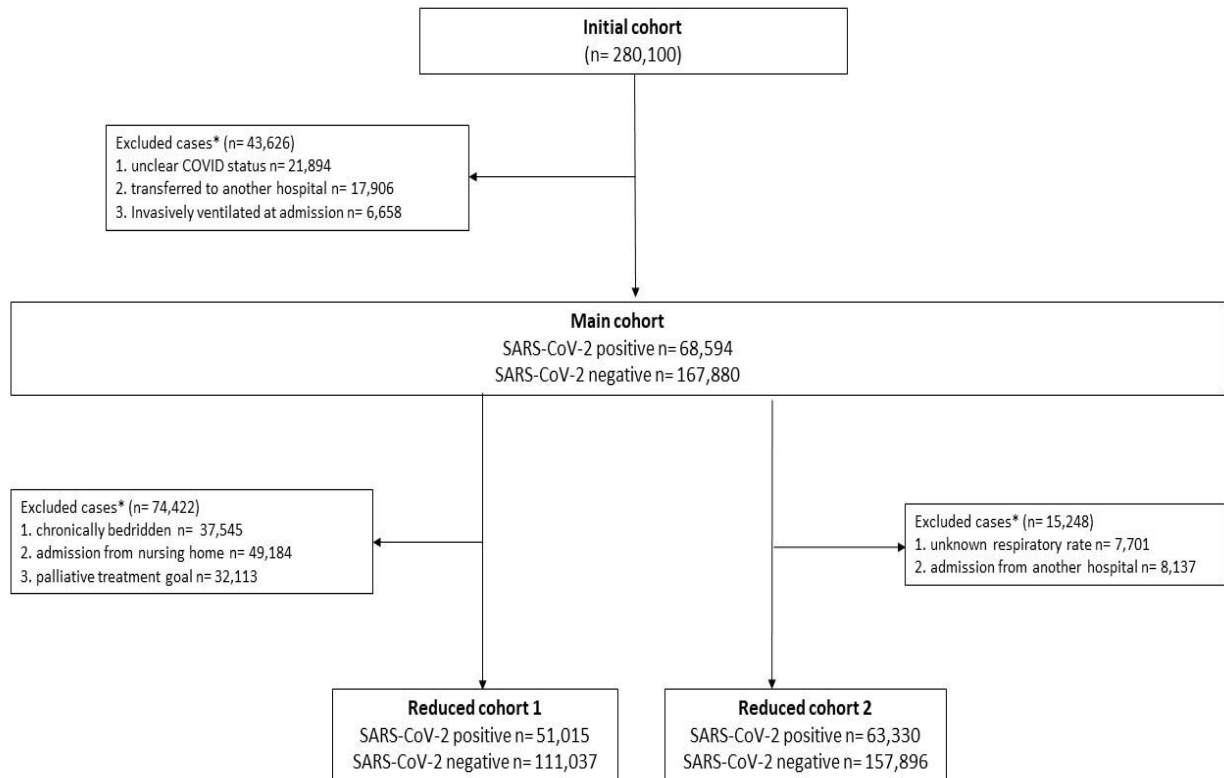 Initial cohort
(n= 280,100)
Excluded cases* (n= 43,626)
1. unclear COVID status n= 21,894
2. transferred to another hospital n= 17,906
3. Invasively ventilated at admission n= 6,658
Main cohort
SARS-CoV-2 positive n= 68,594
SARS-CoV-2 negative n= 167,880
Excluded cases* (n= 74,422)
1. chronically bedridden n= 37,545
2. admission from nursing home n= 49,184
3. palliative treatment goal n= 32,113
Excluded cases* (n= 15,248)
1. unknown respiratory rate n= 7,701
2. admission from another hospital n= 8,137
Reduced cohort 1
SARS-CoV-2 positive n= 51,015
SARS-CoV-2 negative n= 111,037
Reduced cohort 2
SARS-CoV-2 positive n= 63,330
SARS-CoV-2 negative n= 157,896